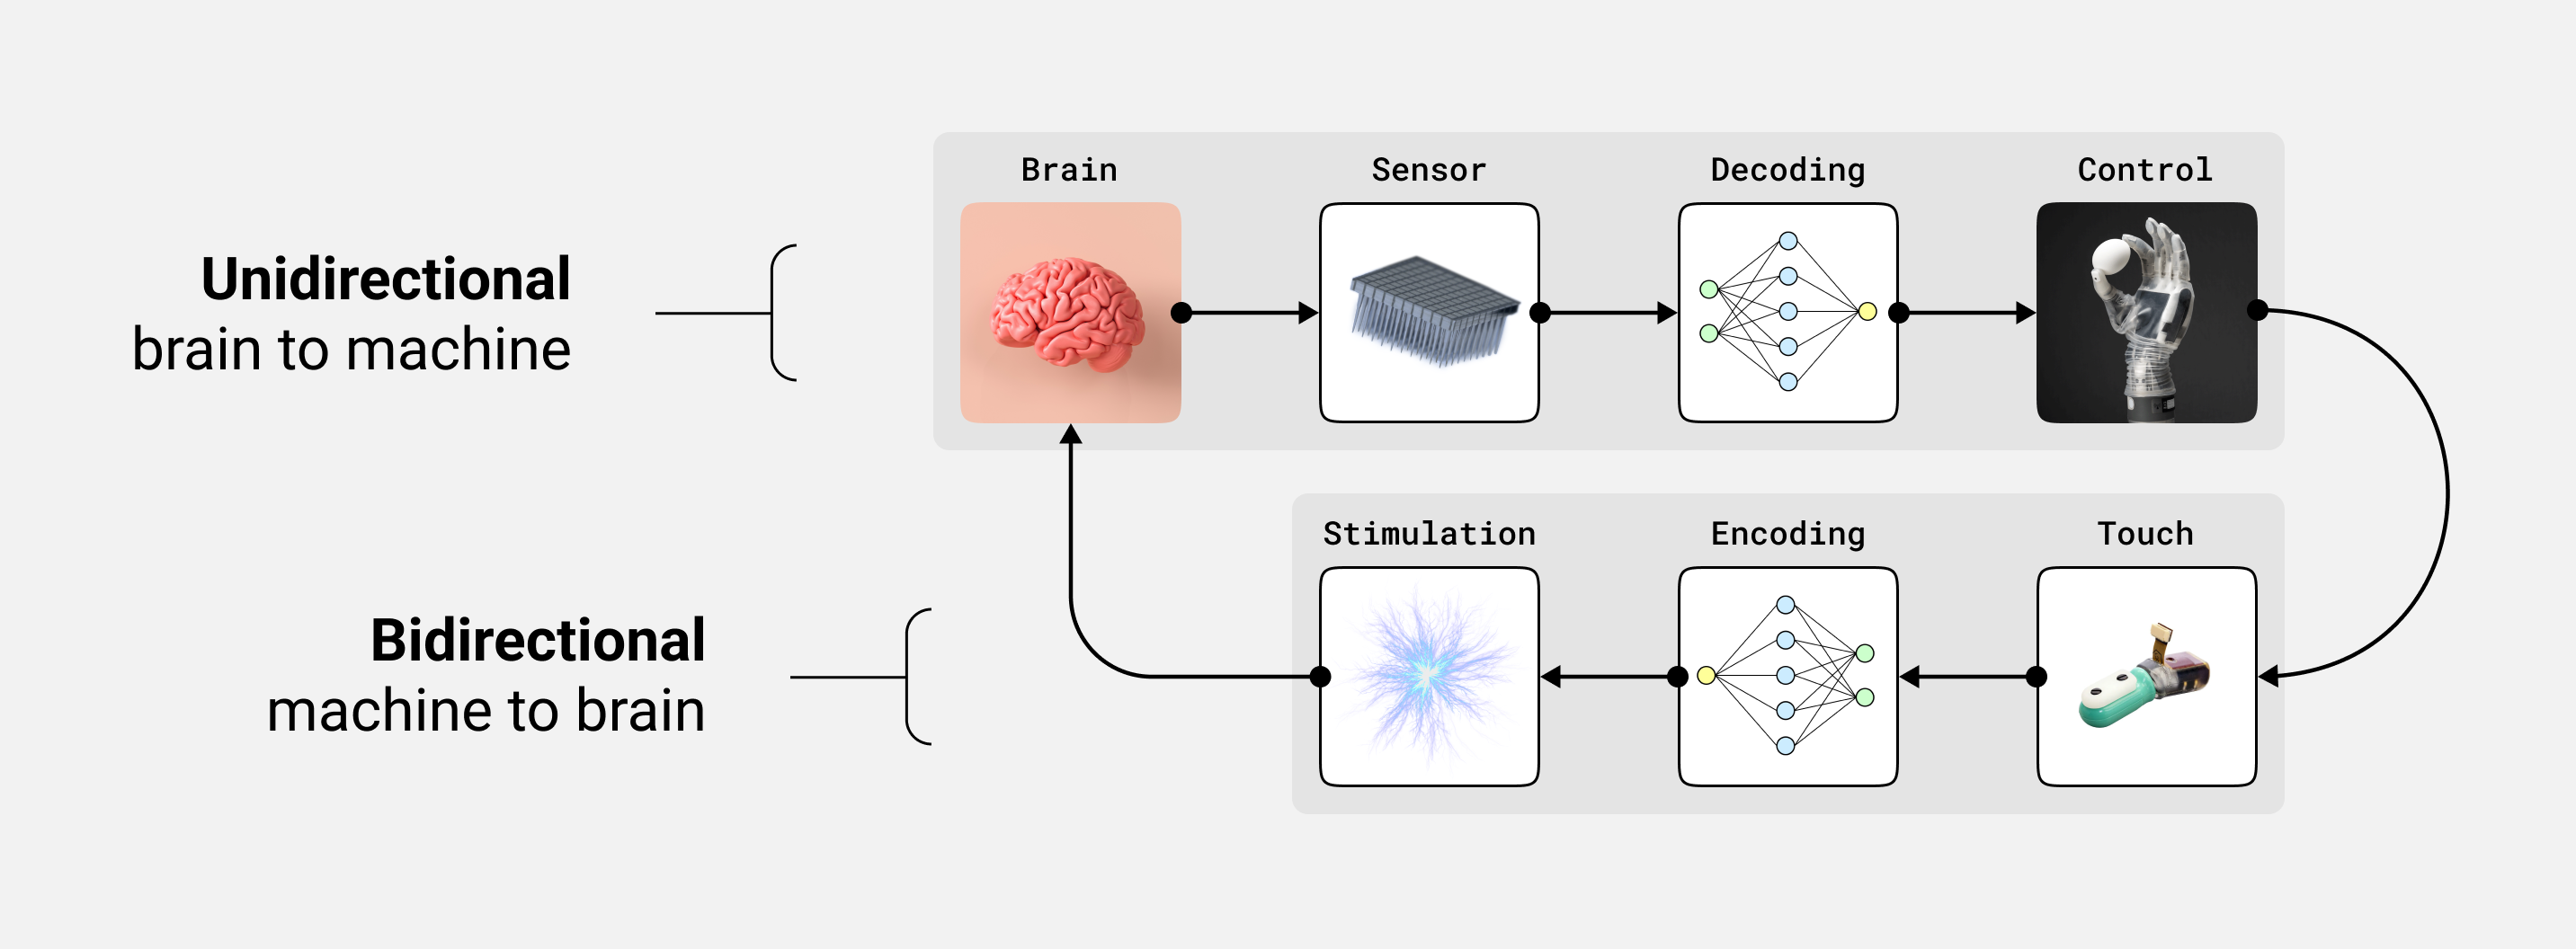 Unidirectional
brain to machine
Brain
Sensor
Decoding
Control
Bidirectional
machine to brain
Stimulation
Encoding
Touch